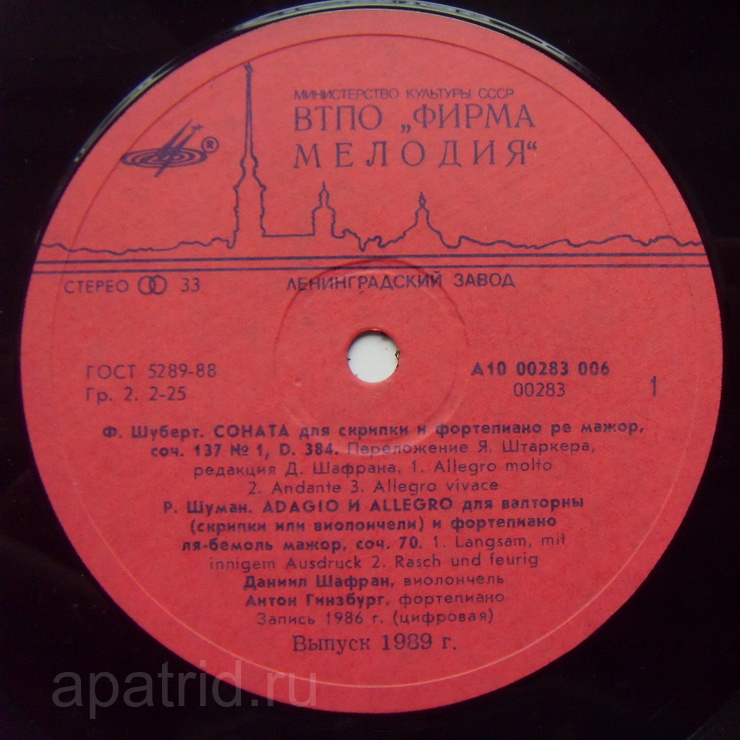 МИНИСТЕРСТВО КУЛЬТУРЫ СССР
ВТПО „ФИРМА
МЕЛОДИЯ“
®
СТЕРЕО 33
ЛЕНИНГРАДСКИЙ ЗАВОД
ГОСТ 5289-88
Гр. 2. 2-25
А10 00283 006
00283
1
Ф. Шуберт. СОНАТА для скрипки и фортепиано ре мажор,
соч. 137 № 1, D. 384. Переложение Я. Штаркера,
редакция Д. Шафрана, 1. Allegro molto
2. Andante 3. Allegro vivace
Р. Шуман. ADAGIO И ALLEGRO для валторны
(скрипки или виолончели) и фортепиано
ля-бемоль мажор, соч. 70. 1. Langsam, mit
innigem Ausdruck 2. Rasch und feurig
Даниил Шафран, виолончель
Антон Гинзбург, фортепиано
Запись 1986 г. (цифровая)
Выпуск 1989 г.
apatrid.ru